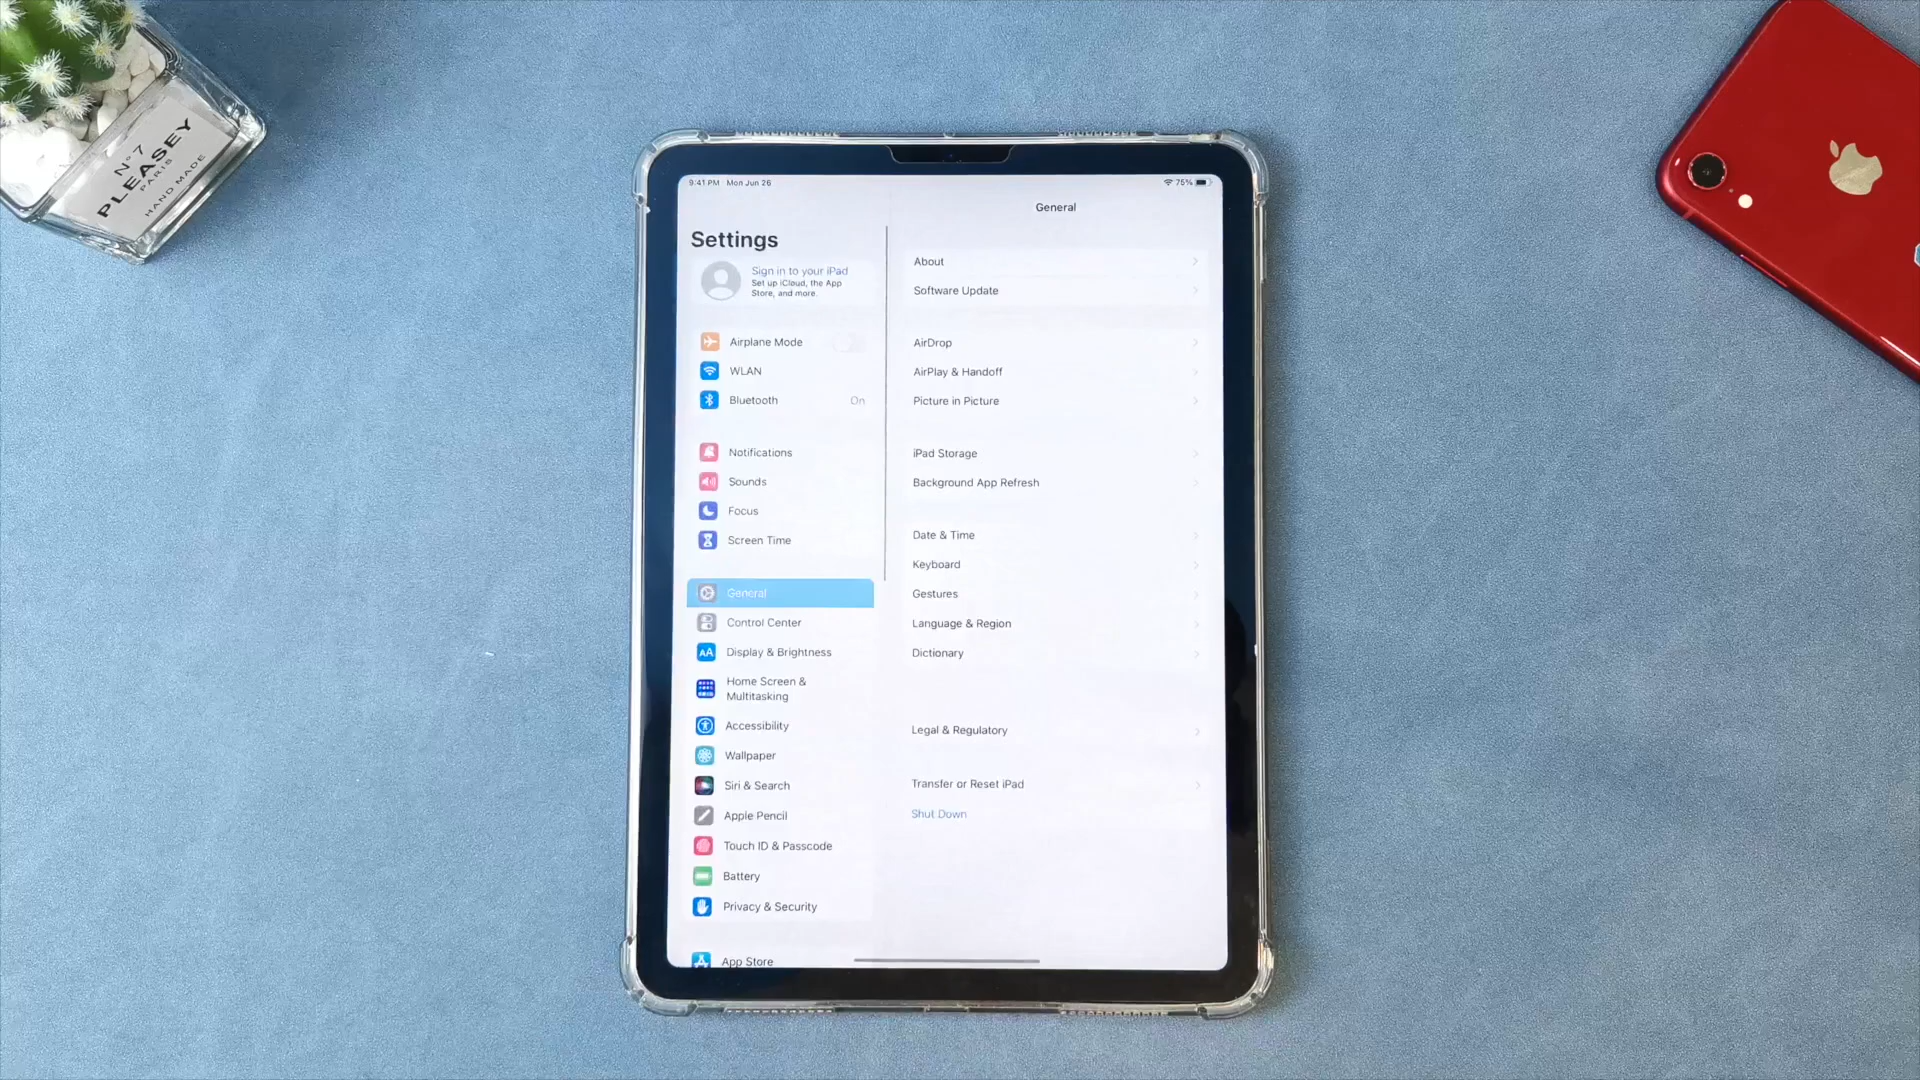 N°7
PLEASEY
PARIS
HAND MADE
9:41 PM Mon Jun 26
75%
General
Settings
Sign in to your iPad
Set up iCloud, the App
Store, and more.
Airplane Mode
WLAN
Bluetooth On
Notifications
Sounds
Focus
Screen Time
General
Control Center
AA Display & Brightness
Home Screen &
Multitasking
Accessibility
Wallpaper
Siri & Search
Apple Pencil
Touch ID & Passcode
Battery
Privacy & Security
App Store
About
Software Update
AirDrop
AirPlay & Handoff
Picture in Picture
iPad Storage
Background App Refresh
Date & Time
Keyboard
Gestures
Language & Region
Dictionary
Legal & Regulatory
Transfer or Reset iPad
Shut Down